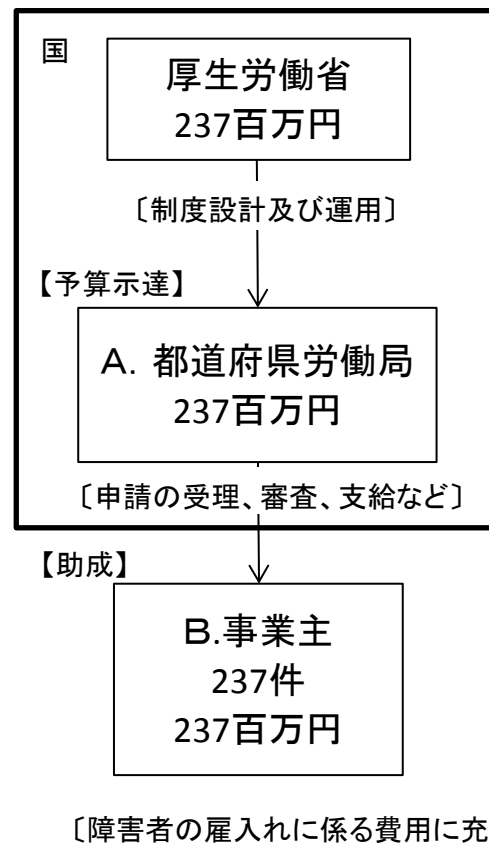 国
厚生労働省
237百万円
〔制度設計及び運用〕
【予算示達】
A．都道府県労働局
237百万円
〔申請の受理、審査、支給など〕
【助成】
B.事業主
237件
237百万円
〔障害者の雇入れに係る費用に充